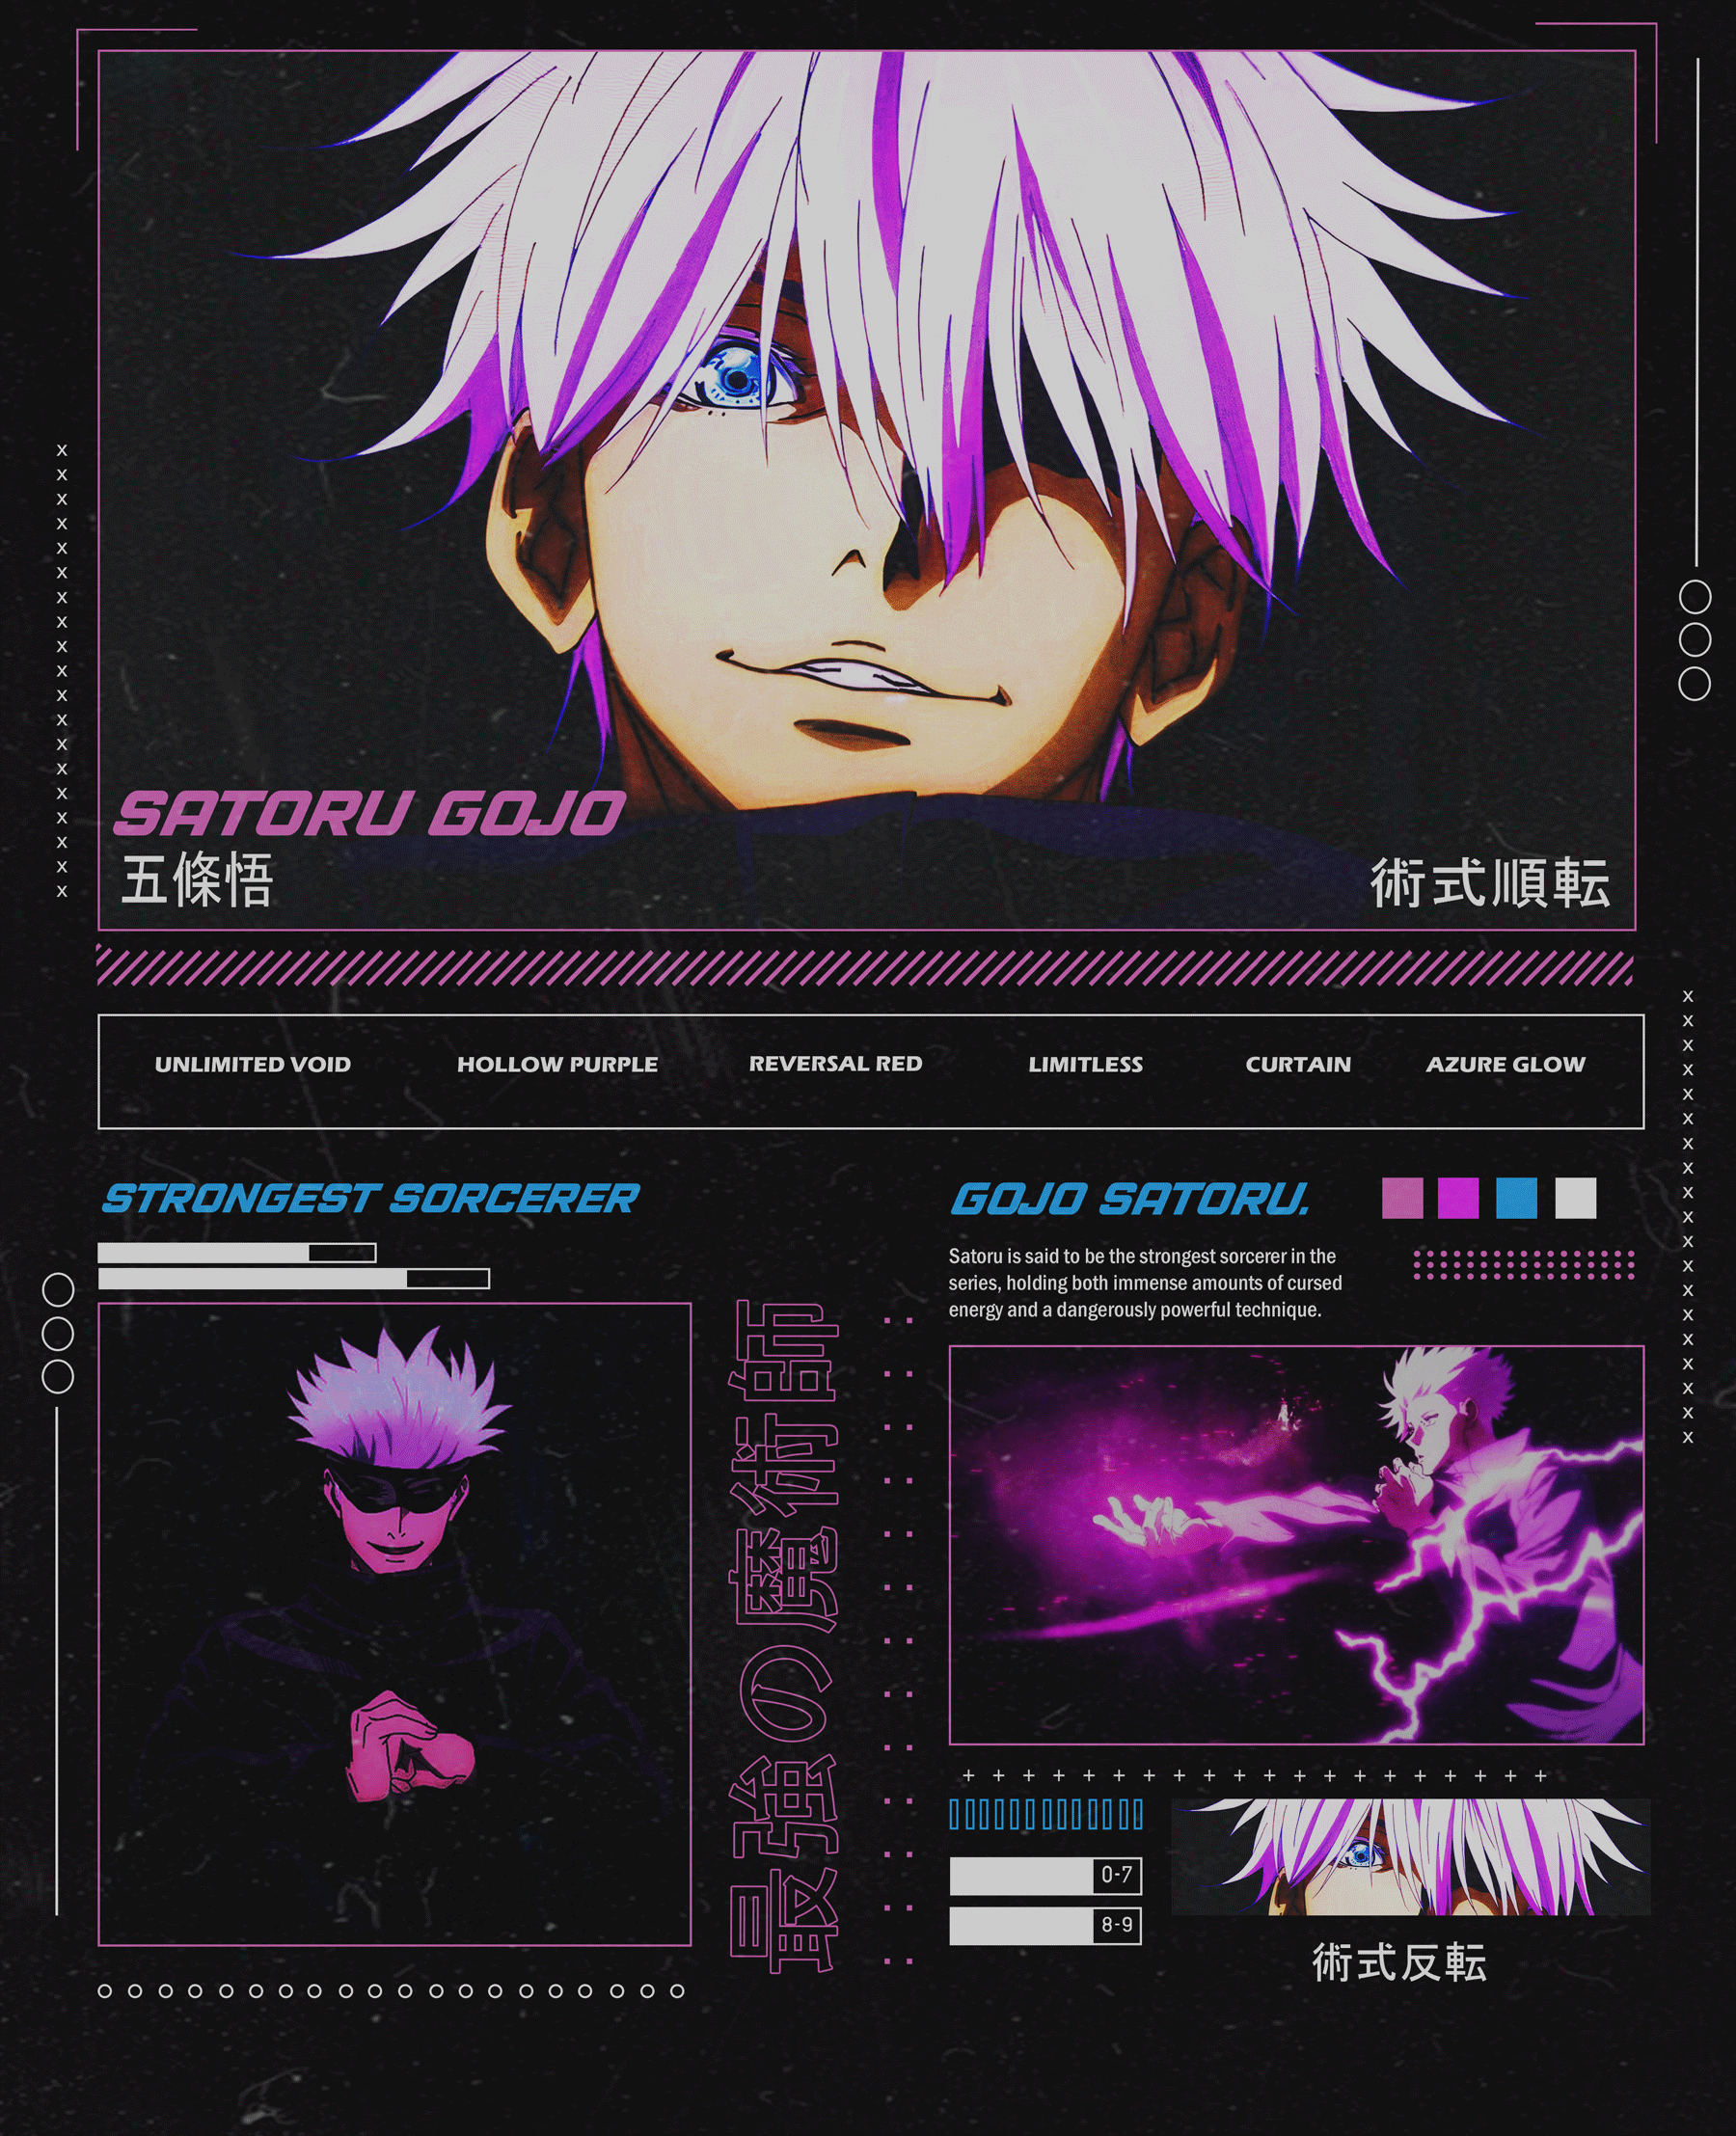 SATORU GOJO
五條悟
術式順転
UNLIMITED VOID
HOLLOW PURPLE
REVERSAL RED
LIMITLESS
CURTAIN
AZURE GLOW
STRONGEST SORCERER
最強の魔術師
GOJO SATORU.
Satoru is said to be the strongest sorcerer in the
series, holding both immense amounts of cursed
energy and a dangerously powerful technique.
0-7
8-9
術式反転